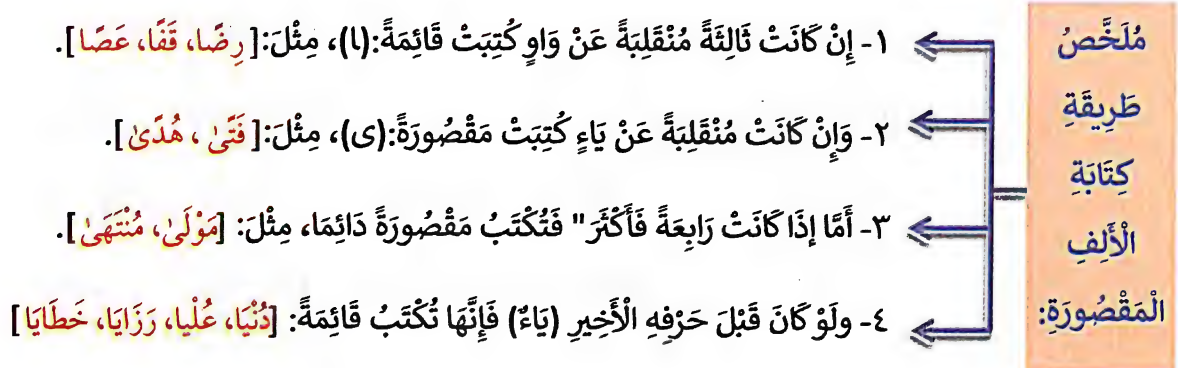 مُلَخَّصُ
طَرِيقَةِ
كِتَابَةِ
الْأَلِفِ
الْمَقْصُورَةِ:
١- إِنْ كَانَتْ ثَالِثَةً مُنْقَلِبَةً عَنْ وَاوٍ كُتِبَتْ قَائِمَةً:(ا)، مِثْلَ:[رِضًا، قَفًا، عَصًا].
٢- وَإِنْ كَانَتْ مُنْقَلِبَةً عَنْ يَاءٍ كُتِبَتْ مَقْصُورَةً:(ى)، مِثْلَ:[فَتًىٰ ، هُدًىٰ].
٣- أَمَّا إِذَا كَانَتْ رَابِعَةً فَأَكْثَرَ" فَتُكْتَبُ مَقْصُورَةً دَائِمَا، مِثْلَ: [مَوْلَىٰ، مُنْتَهَىٰ].
٤- ولَوْ كَانَ قَبْلَ حَرْفِهِ الْأَخِيرِ (يَاءٌ) فَإِنَّهَا تُكْتَبُ قَائِمَةً: [دُنْيَا، عُلْيا، رَزَايَا، خَطَايَا]